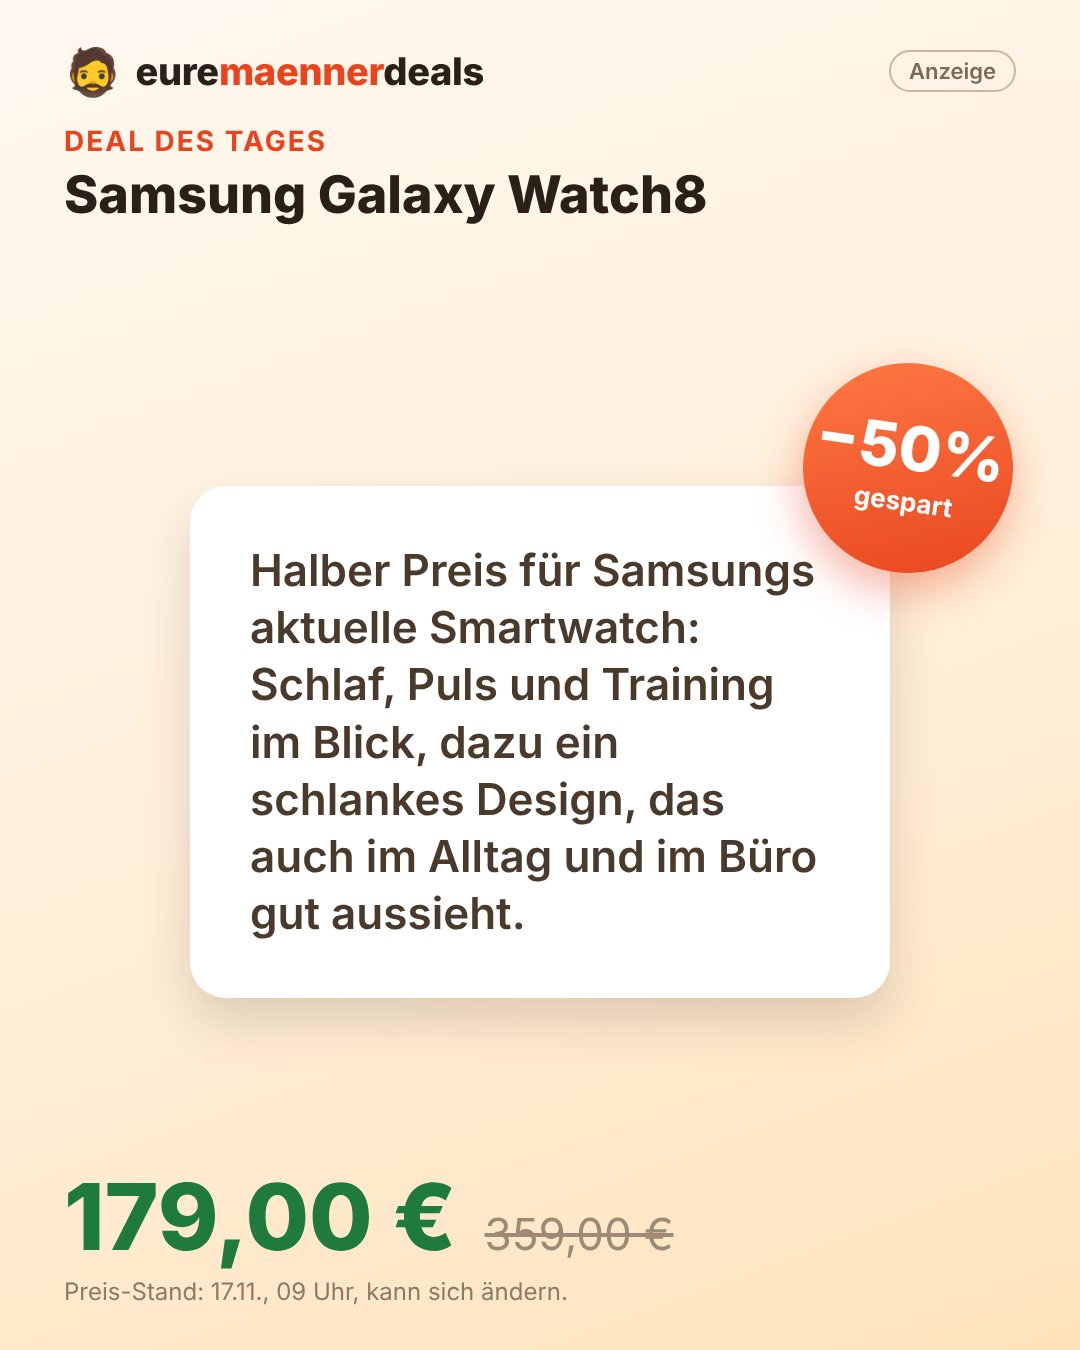 euremaennerdeals
Anzeige
DEAL DES TAGES
Samsung Galaxy Watch8
−50%
gespart
Halber Preis für Samsungs
aktuelle Smartwatch:
Schlaf, Puls und Training
im Blick, dazu ein
schlankes Design, das
auch im Alltag und im Büro
gut aussieht.
179,00 € 359,00 €
Preis-Stand: 17.11., 09 Uhr, kann sich ändern.